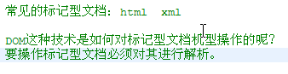 常见的标记型文档：html  xml
DOM这种技术是如何对标记型文档机型操作的呢？
要操作标记型文档必须对其进行解析。